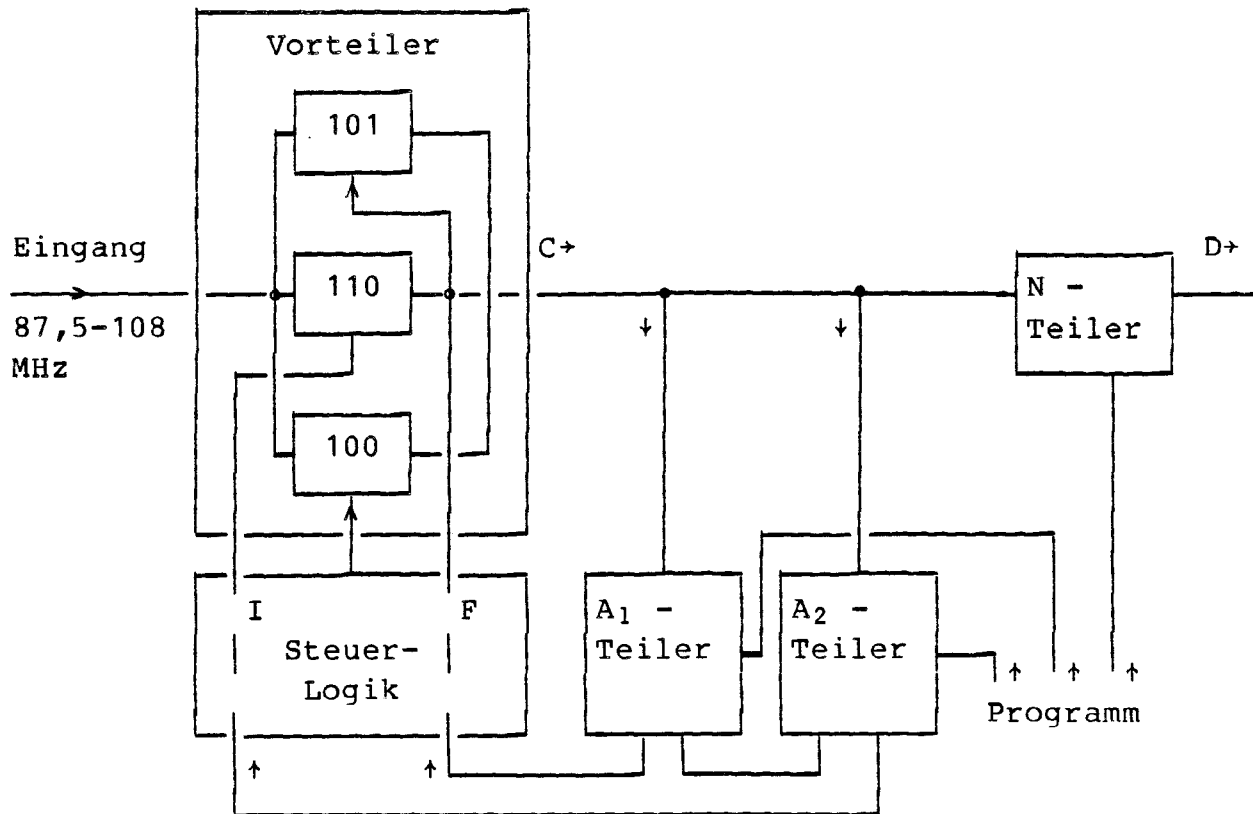 Vorteiler
101
Eingang
C→
D→
110
N -
Teiler
87,5-108
MHz
↓
↓
100
I
F
A₁ -
Teiler
A₂ -
Teiler
Steuer-
Logik
↑
↑
↑
Programm
↑
↑